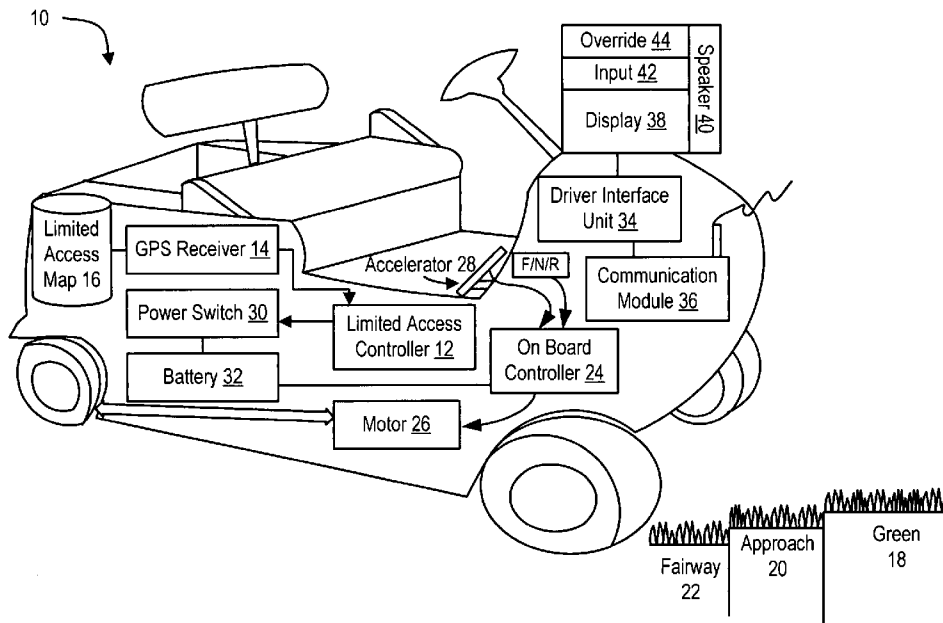 10
Override 44
Input 42
Display 38
Speaker 40
Driver Interface
Unit 34
Limited
Access
Map 16
GPS Receiver 14
Accelerator 28
F/N/R
Communication
Module 36
Power Switch 30
Limited Access
Controller 12
On Board
Controller 24
Battery 32
Motor 26
Fairway
22
Approach
20
Green
18